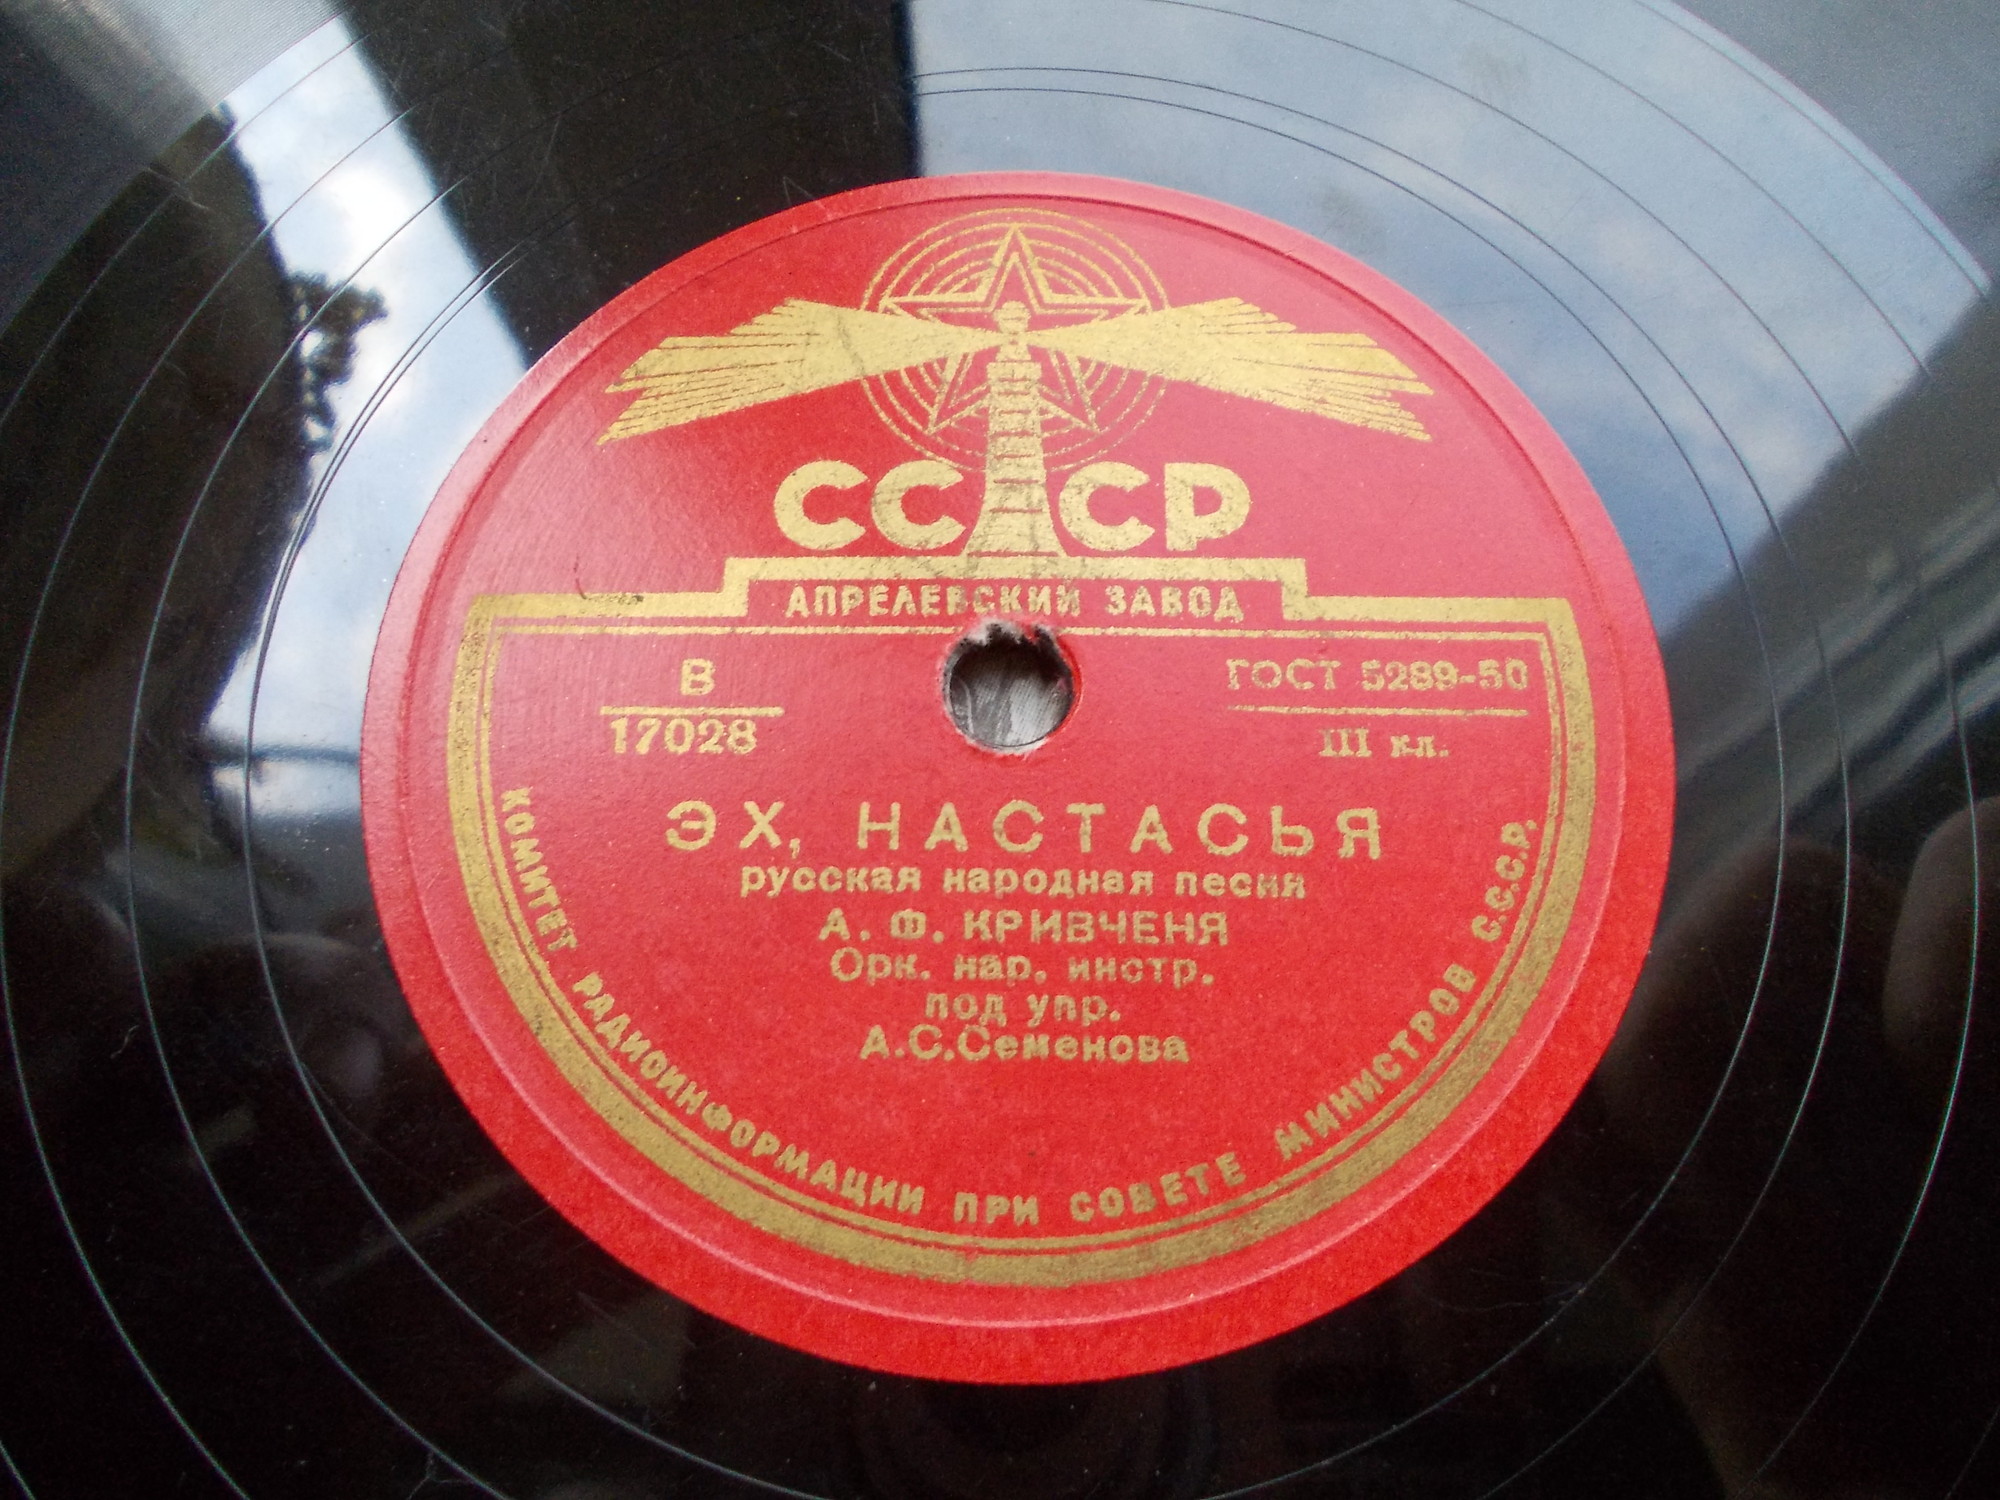 СССР
АПРЕЛЕВСКИЙ ЗАВОД
В
17028
ГОСТ 5289-50
III кл.
ЭХ, НАСТАСЬЯ
русская народная песня
А. Ф. КРИВЧЕНЯ
Орк. нар. инстр.
под упр.
А.С.Семенова
КОМИТЕТ РАДИОИНФОРМАЦИИ ПРИ СОВЕТЕ МИНИСТРОВ С.С.С.Р.